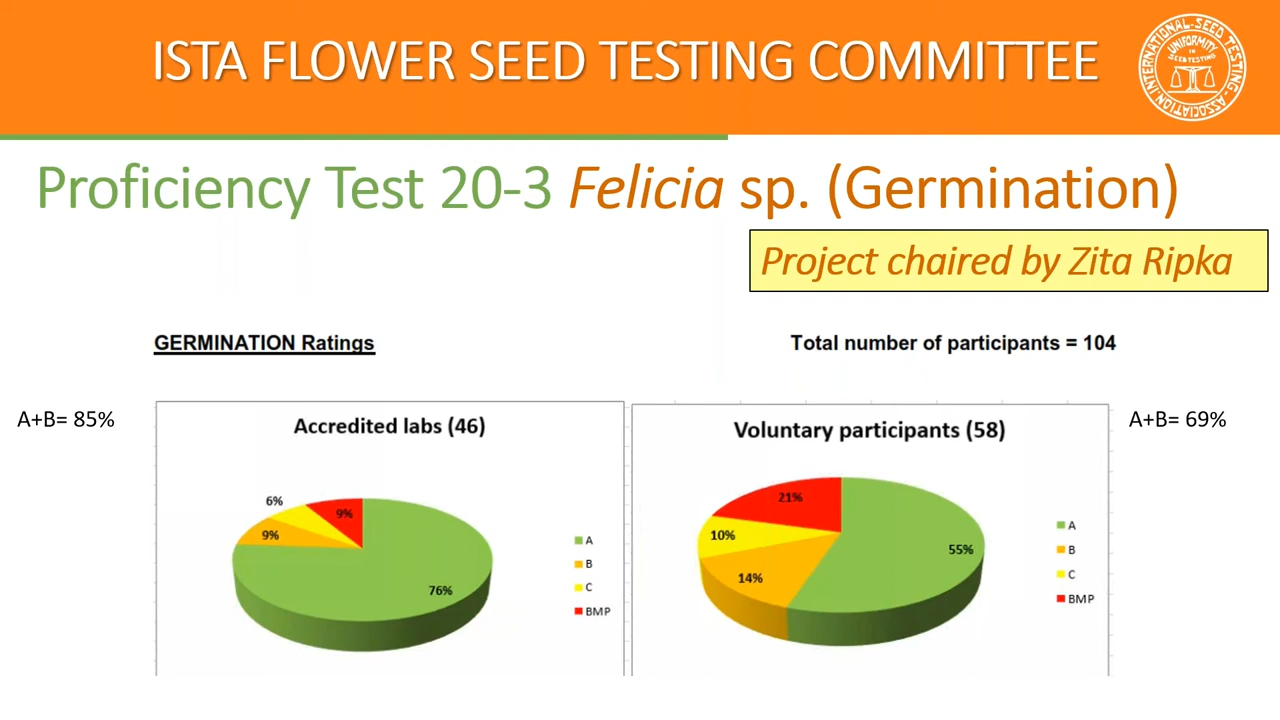 ISTA FLOWER SEED TESTING COMMITTEE
INTERNATIONAL SEED TESTING ASSOCIATION
UNIFORMITY
IN
SEED TESTING
Proficiency Test 20-3 Felicia sp. (Germination)
Project chaired by Zita Ripka
GERMINATION Ratings
Total number of participants = 104
A+B= 85%
Accredited labs (46)
6%
9%
9%
76%
A
B
C
BMP
Voluntary participants (58)
21%
10%
14%
55%
A
B
C
BMP
A+B= 69%